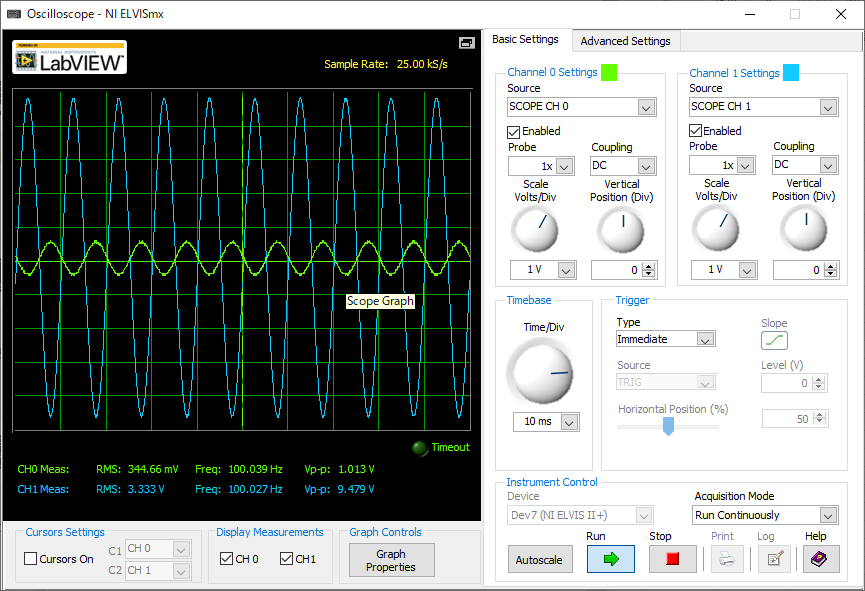 Oscilloscope - NI ELVISmx
POWERED BY
NATIONAL INSTRUMENTS
LabVIEW™
Sample Rate: 25.00 kS/s
Scope Graph
Timeout
CH0 Meas: RMS: 344.66 mV Freq: 100.039 Hz Vp-p: 1.013 V
CH1 Meas: RMS: 3.333 V Freq: 100.027 Hz Vp-p: 9.479 V
Cursors Settings
Cursors On
C1 CH 0
C2 CH 1
Display Measurements
CH 0 CH1
Graph Controls
Graph
Properties
Basic Settings Advanced Settings
Channel 0 Settings
Source
SCOPE CH 0
Enabled
Probe Coupling
1x DC
Scale Vertical
Volts/Div Position (Div)
1 V 0
Channel 1 Settings
Source
SCOPE CH 1
Enabled
Probe Coupling
1x DC
Scale Vertical
Volts/Div Position (Div)
1 V 0
Timebase
Time/Div
10 ms
Trigger
Type Slope
Immediate
Source Level (V)
TRIG 0
Horizontal Position (%)
50
Instrument Control
Device Acquisition Mode
Dev7 (NI ELVIS II+) Run Continuously
Run Stop Print Log Help
Autoscale